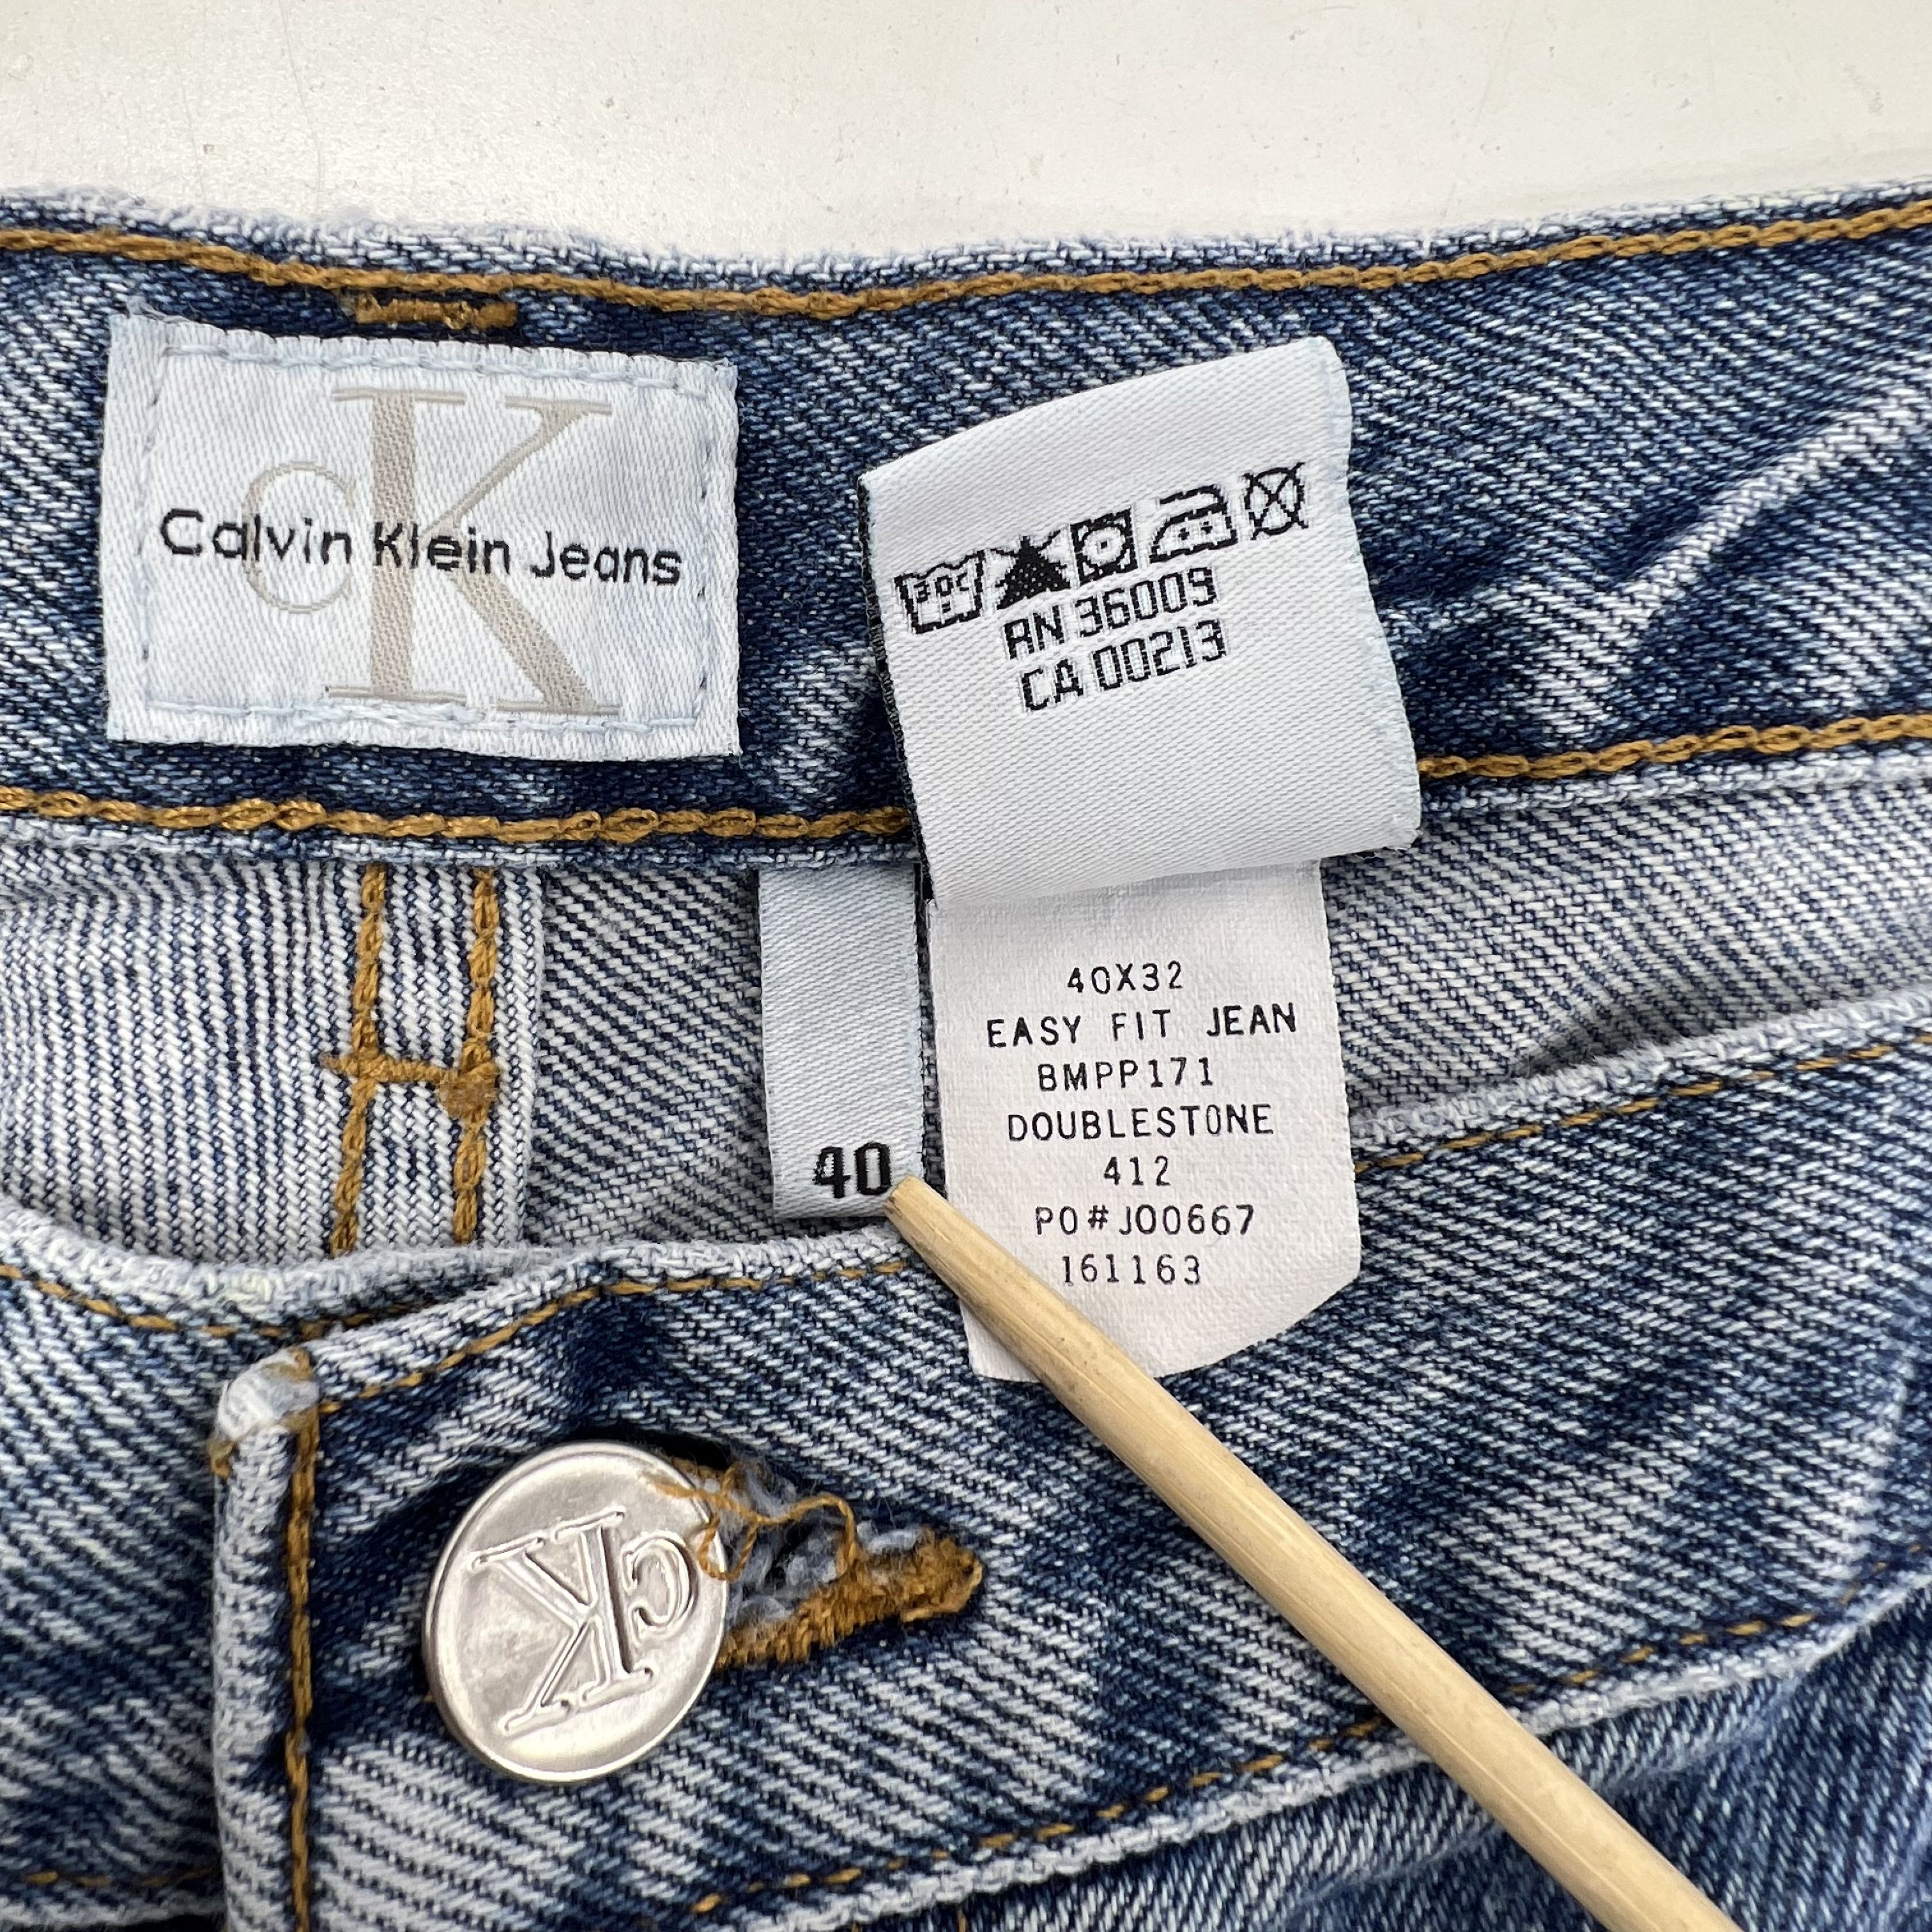 cK
Calvin Klein Jeans
30C
RN 36009
CA 00213
40
40X32
EASY FIT JEAN
BMPP171
DOUBLESTONE
412
PO#J00667
161163
cK